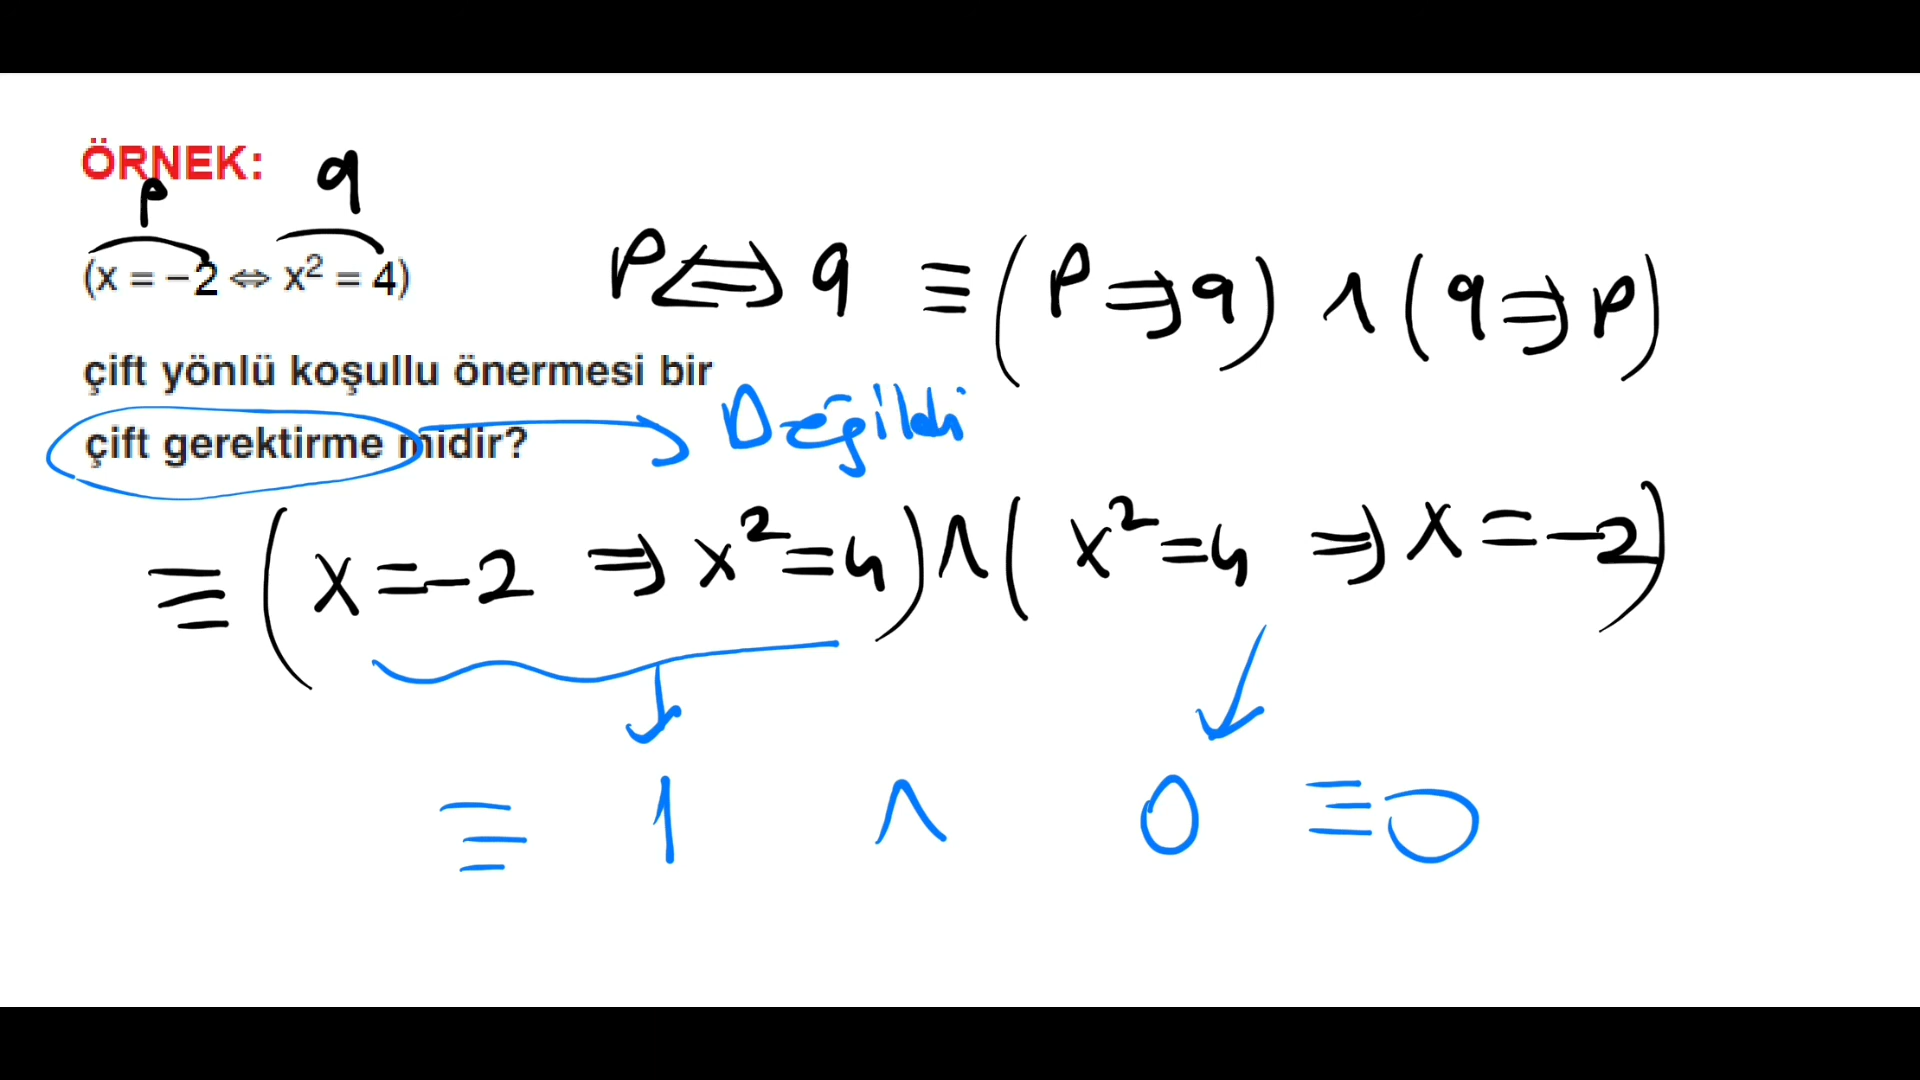 ÖRNEK:
p q
(x = −2 ⇔ x² = 4)
p ⇔ q ≡ (p ⇒ q) ∧ (q ⇒ p)
çift yönlü koşullu önermesi bir
çift gerektirme midir?
Değildi
≡ (x = −2 ⇒ x² = 4) ∧ (x² = 4 ⇒ x = −2)
≡ 1 ∧ 0 ≡ 0